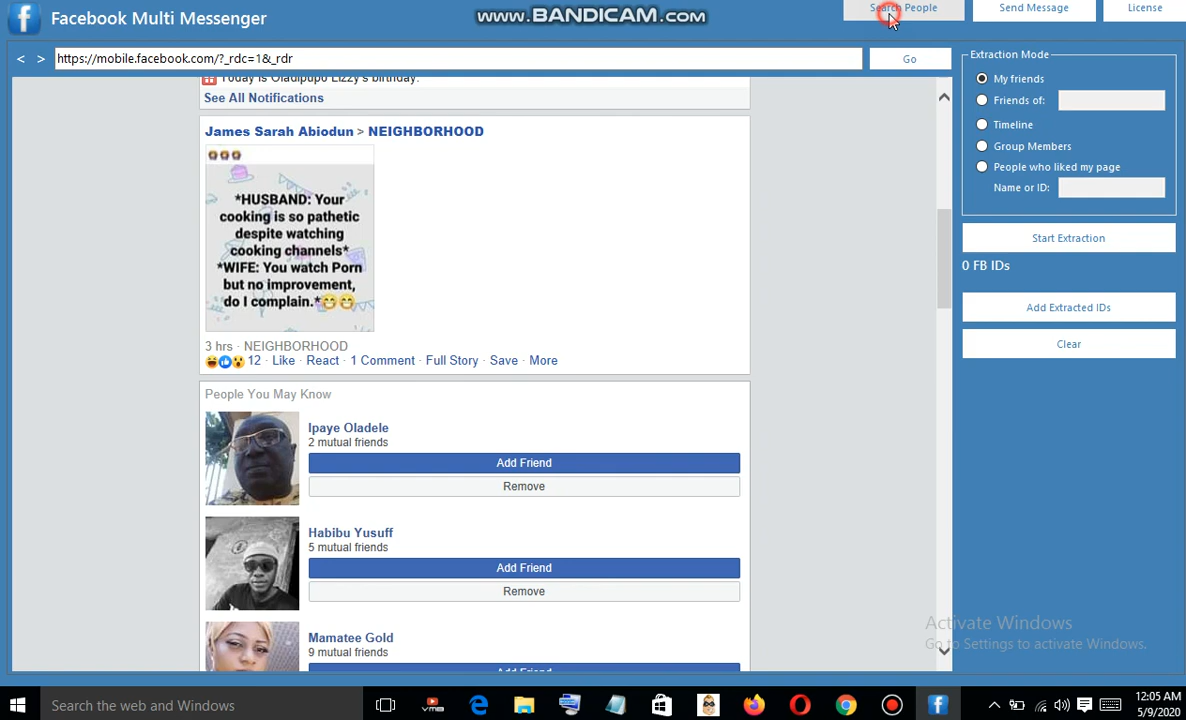 Facebook Multi Messenger
www.BANDICAM.com
Search People
Send Message
License
< >
https://mobile.facebook.com/?_rdc=1&_rdr
Go
Today is Oladipupo Lizzy's birthday.
See All Notifications
James Sarah Abiodun > NEIGHBORHOOD
*HUSBAND: Your
cooking is so pathetic
despite watching
cooking channels*
*WIFE: You watch Porn
but no improvement,
do I complain.*😁😁
3 hrs · NEIGHBORHOOD
12 · Like · React · 1 Comment · Full Story · Save · More
People You May Know
Ipaye Oladele
2 mutual friends
Add Friend
Remove
Habibu Yusuff
5 mutual friends
Add Friend
Remove
Mamatee Gold
9 mutual friends
Add Friend
Extraction Mode
My friends
Friends of:
Timeline
Group Members
People who liked my page
Name or ID:
Start Extraction
0 FB IDs
Add Extracted IDs
Clear
Activate Windows
Go to Settings to activate Windows.
Search the web and Windows
12:05 AM
5/9/2020